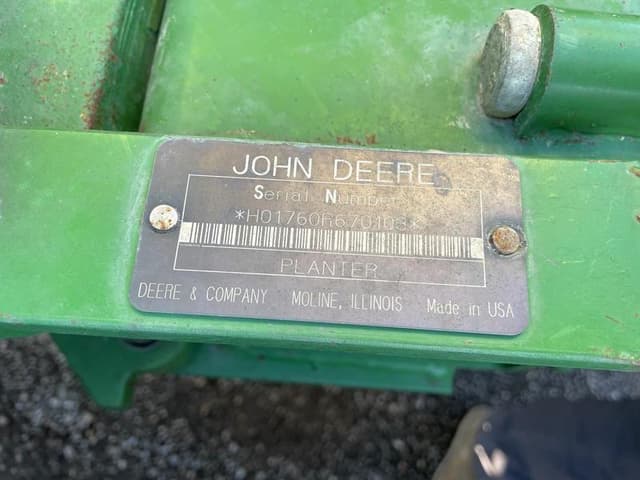 JOHN DEERE
Serial Number
*H01760R670108*
PLANTER
DEERE & COMPANY MOLINE, ILLINOIS Made in USA